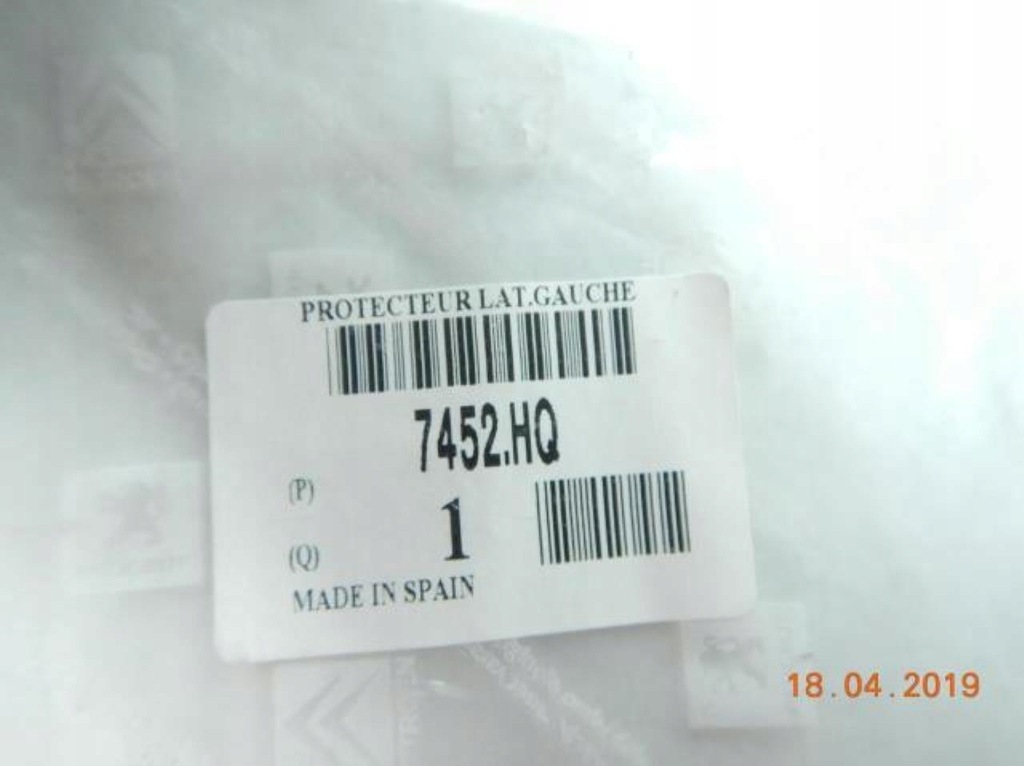 PROTECTEUR LAT.GAUCHE
7452.HQ
(P)
(Q) 1
MADE IN SPAIN
18.04.2019